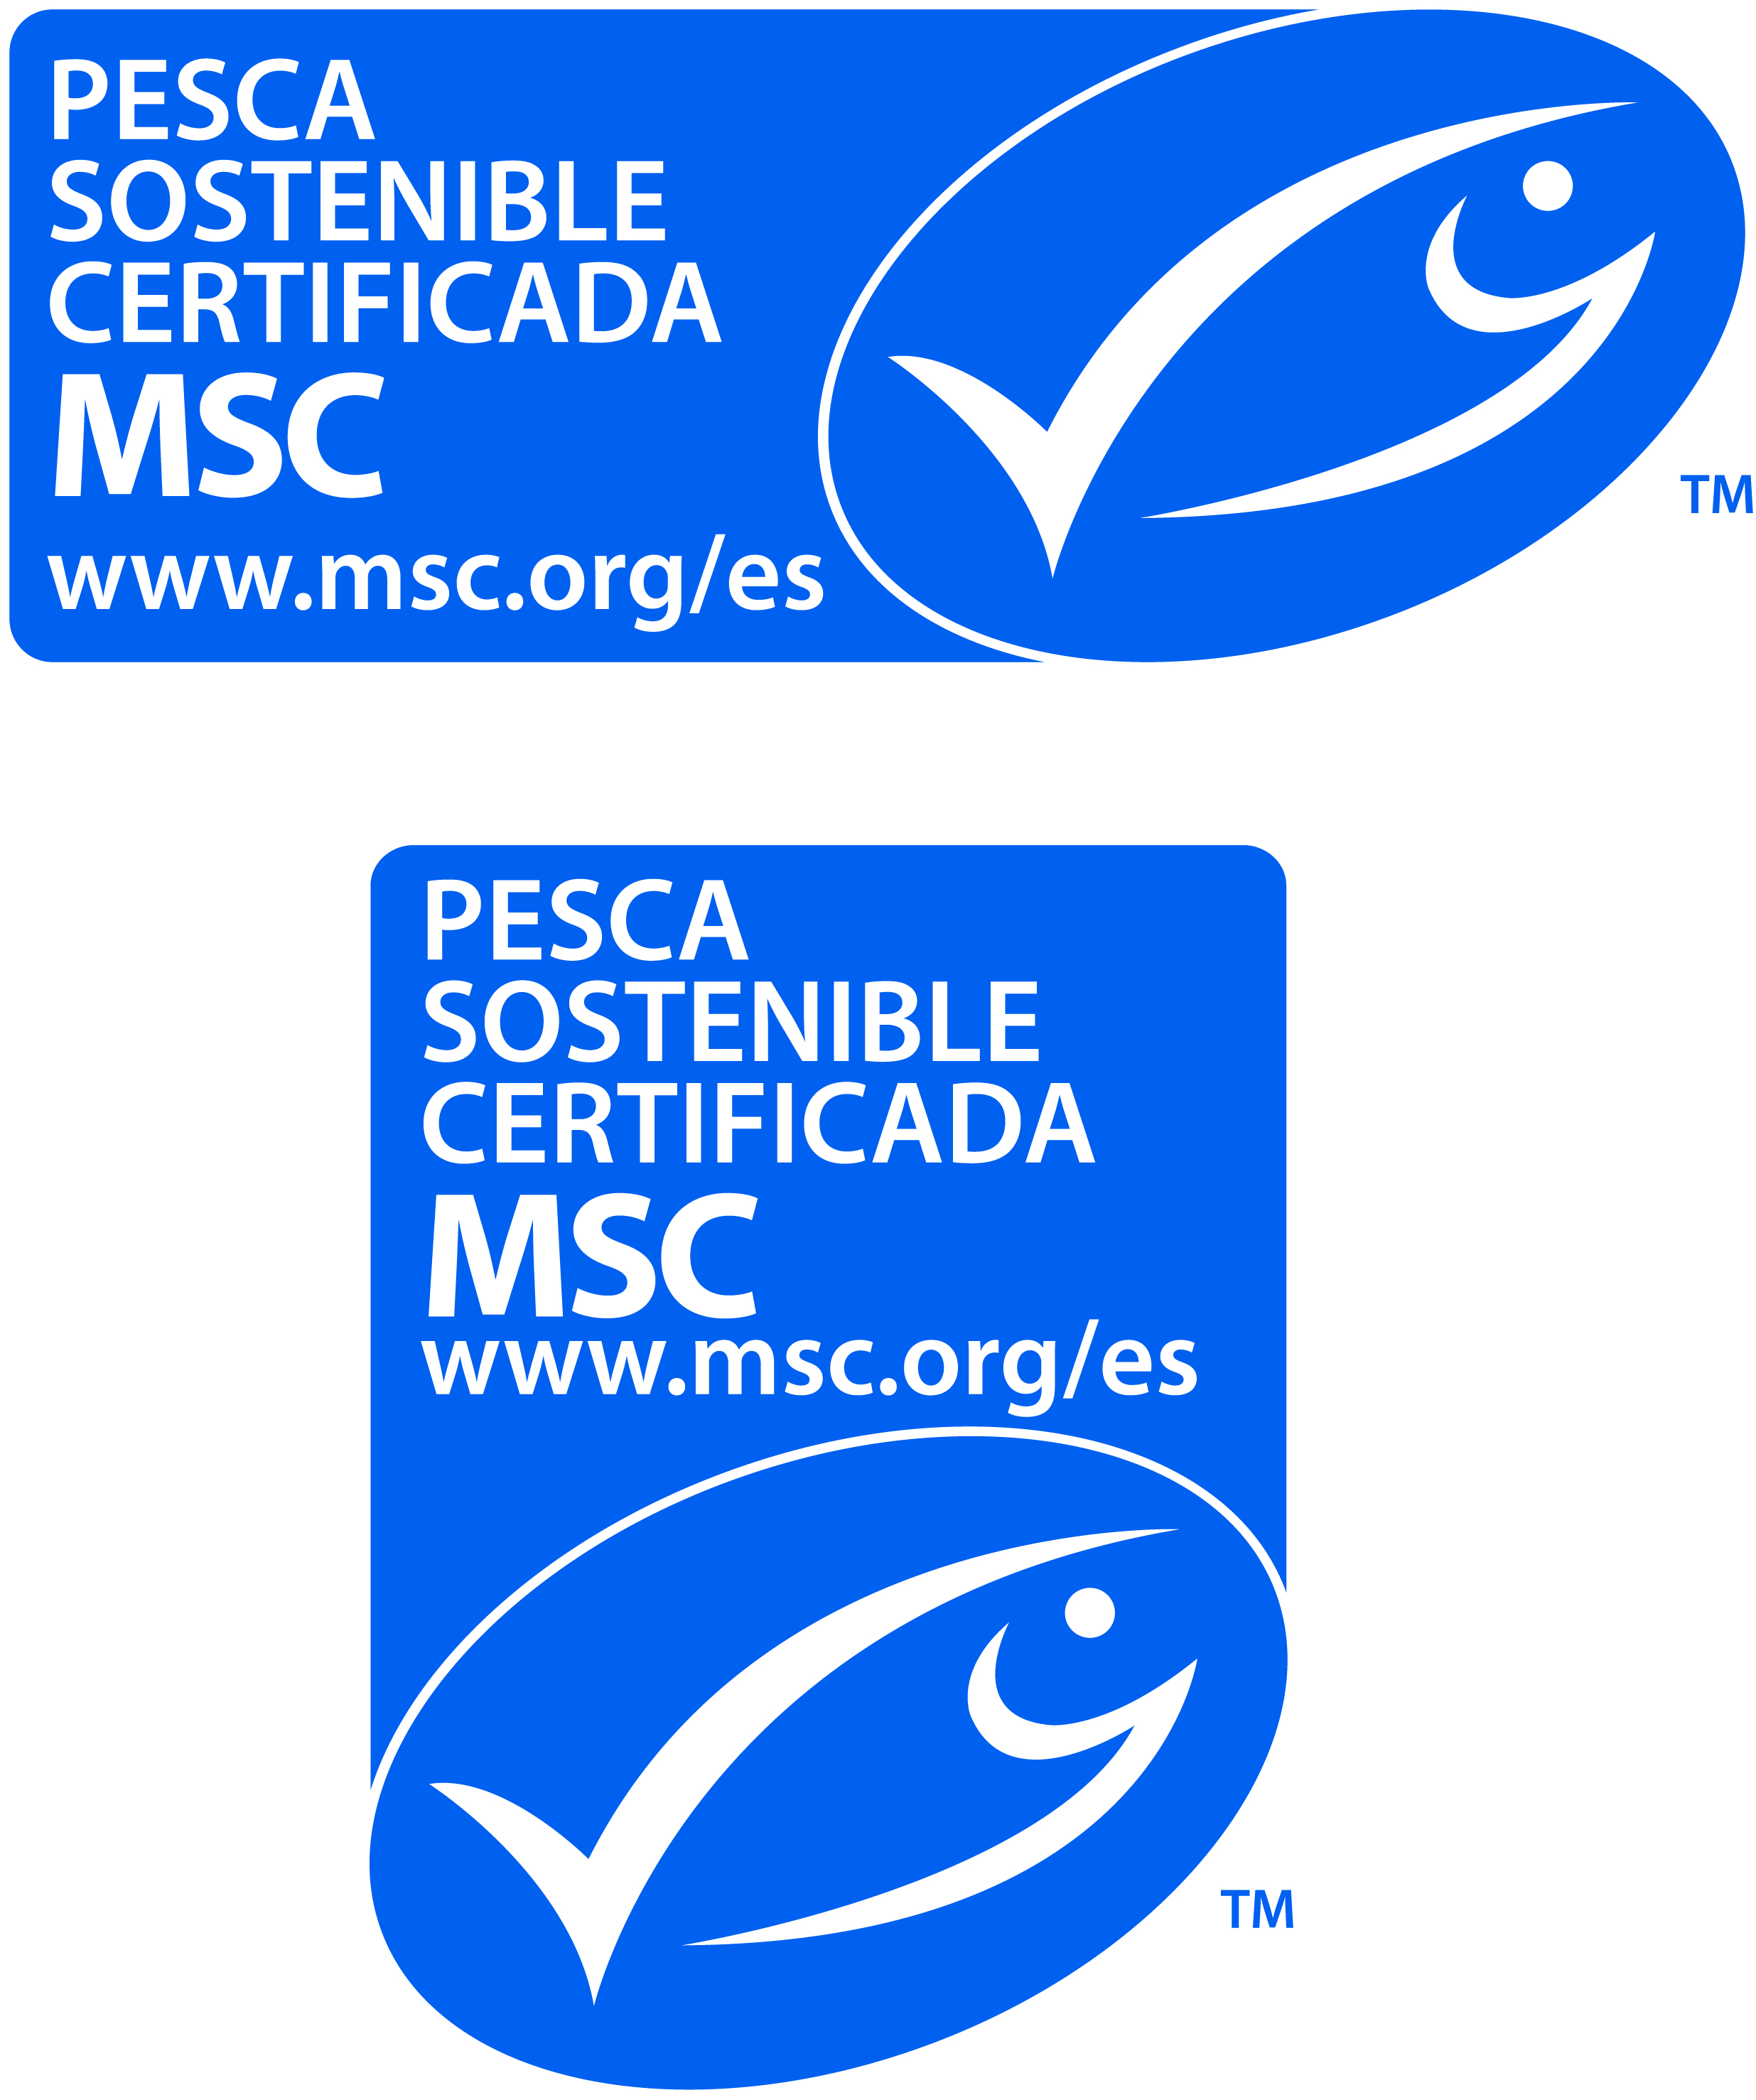 PESCA
SOSTENIBLE
CERTIFICADA
MSC
www.msc.org/es
TM
PESCA
SOSTENIBLE
CERTIFICADA
MSC
www.msc.org/es
TM